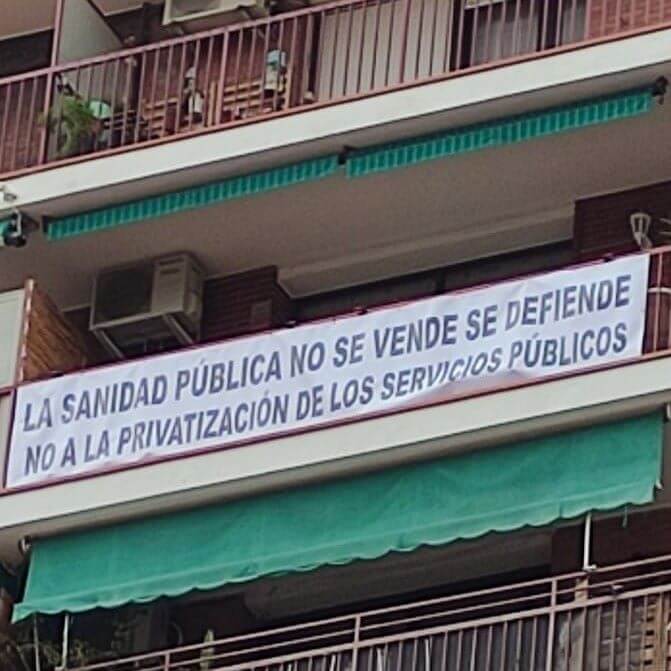 LA SANIDAD PÚBLICA NO SE VENDE SE DEFIENDE
NO A LA PRIVATIZACIÓN DE LOS SERVICIOS PÚBLICOS